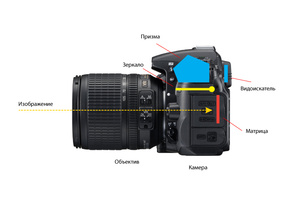 Призма
Зеркало
Видоискатель
Изображение
Матрица
Объектив
Камера